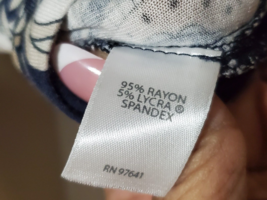 95% RAYON
5% LYCRA®
SPANDEX
RN 97641